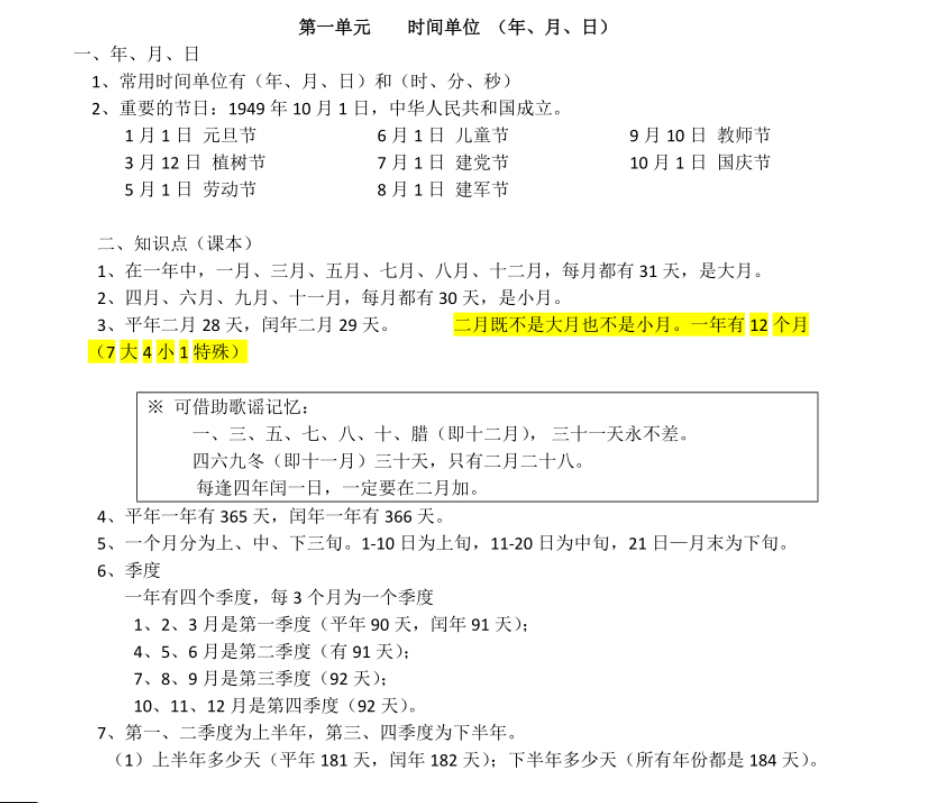 第一单元 时间单位 （年、月、日）
一、年、月、日
1、常用时间单位有（年、月、日）和（时、分、秒）
2、重要的节日：1949 年 10 月 1 日，中华人民共和国成立。
1 月 1 日 元旦节 6 月 1 日 儿童节 9 月 10 日 教师节
3 月 12 日 植树节 7 月 1 日 建党节 10 月 1 日 国庆节
5 月 1 日 劳动节 8 月 1 日 建军节
二、知识点（课本）
1、在一年中，一月、三月、五月、七月、八月、十二月，每月都有 31 天，是大月。
2、四月、六月、九月、十一月，每月都有 30 天，是小月。
3、平年二月 28 天，闰年二月 29 天。 二月既不是大月也不是小月。一年有 12 个月
（7 大 4 小 1 特殊）
※ 可借助歌谣记忆：
一、三、五、七、八、十、腊（即十二月），三十一天永不差。
四六九冬（即十一月）三十天，只有二月二十八。
每逢四年闰一日，一定要在二月加。
4、平年一年有 365 天，闰年一年有 366 天。
5、一个月分为上、中、下三旬。1-10 日为上旬，11-20 日为中旬，21 日—月末为下旬。
6、季度
一年有四个季度，每 3 个月为一个季度
1、2、3 月是第一季度（平年 90 天，闰年 91 天）；
4、5、6 月是第二季度（有 91 天）；
7、8、9 月是第三季度（92 天）；
10、11、12 月是第四季度（92 天）。
7、第一、二季度为上半年，第三、四季度为下半年。
（1）上半年多少天（平年 181 天，闰年 182 天）；下半年多少天（所有年份都是 184 天）。